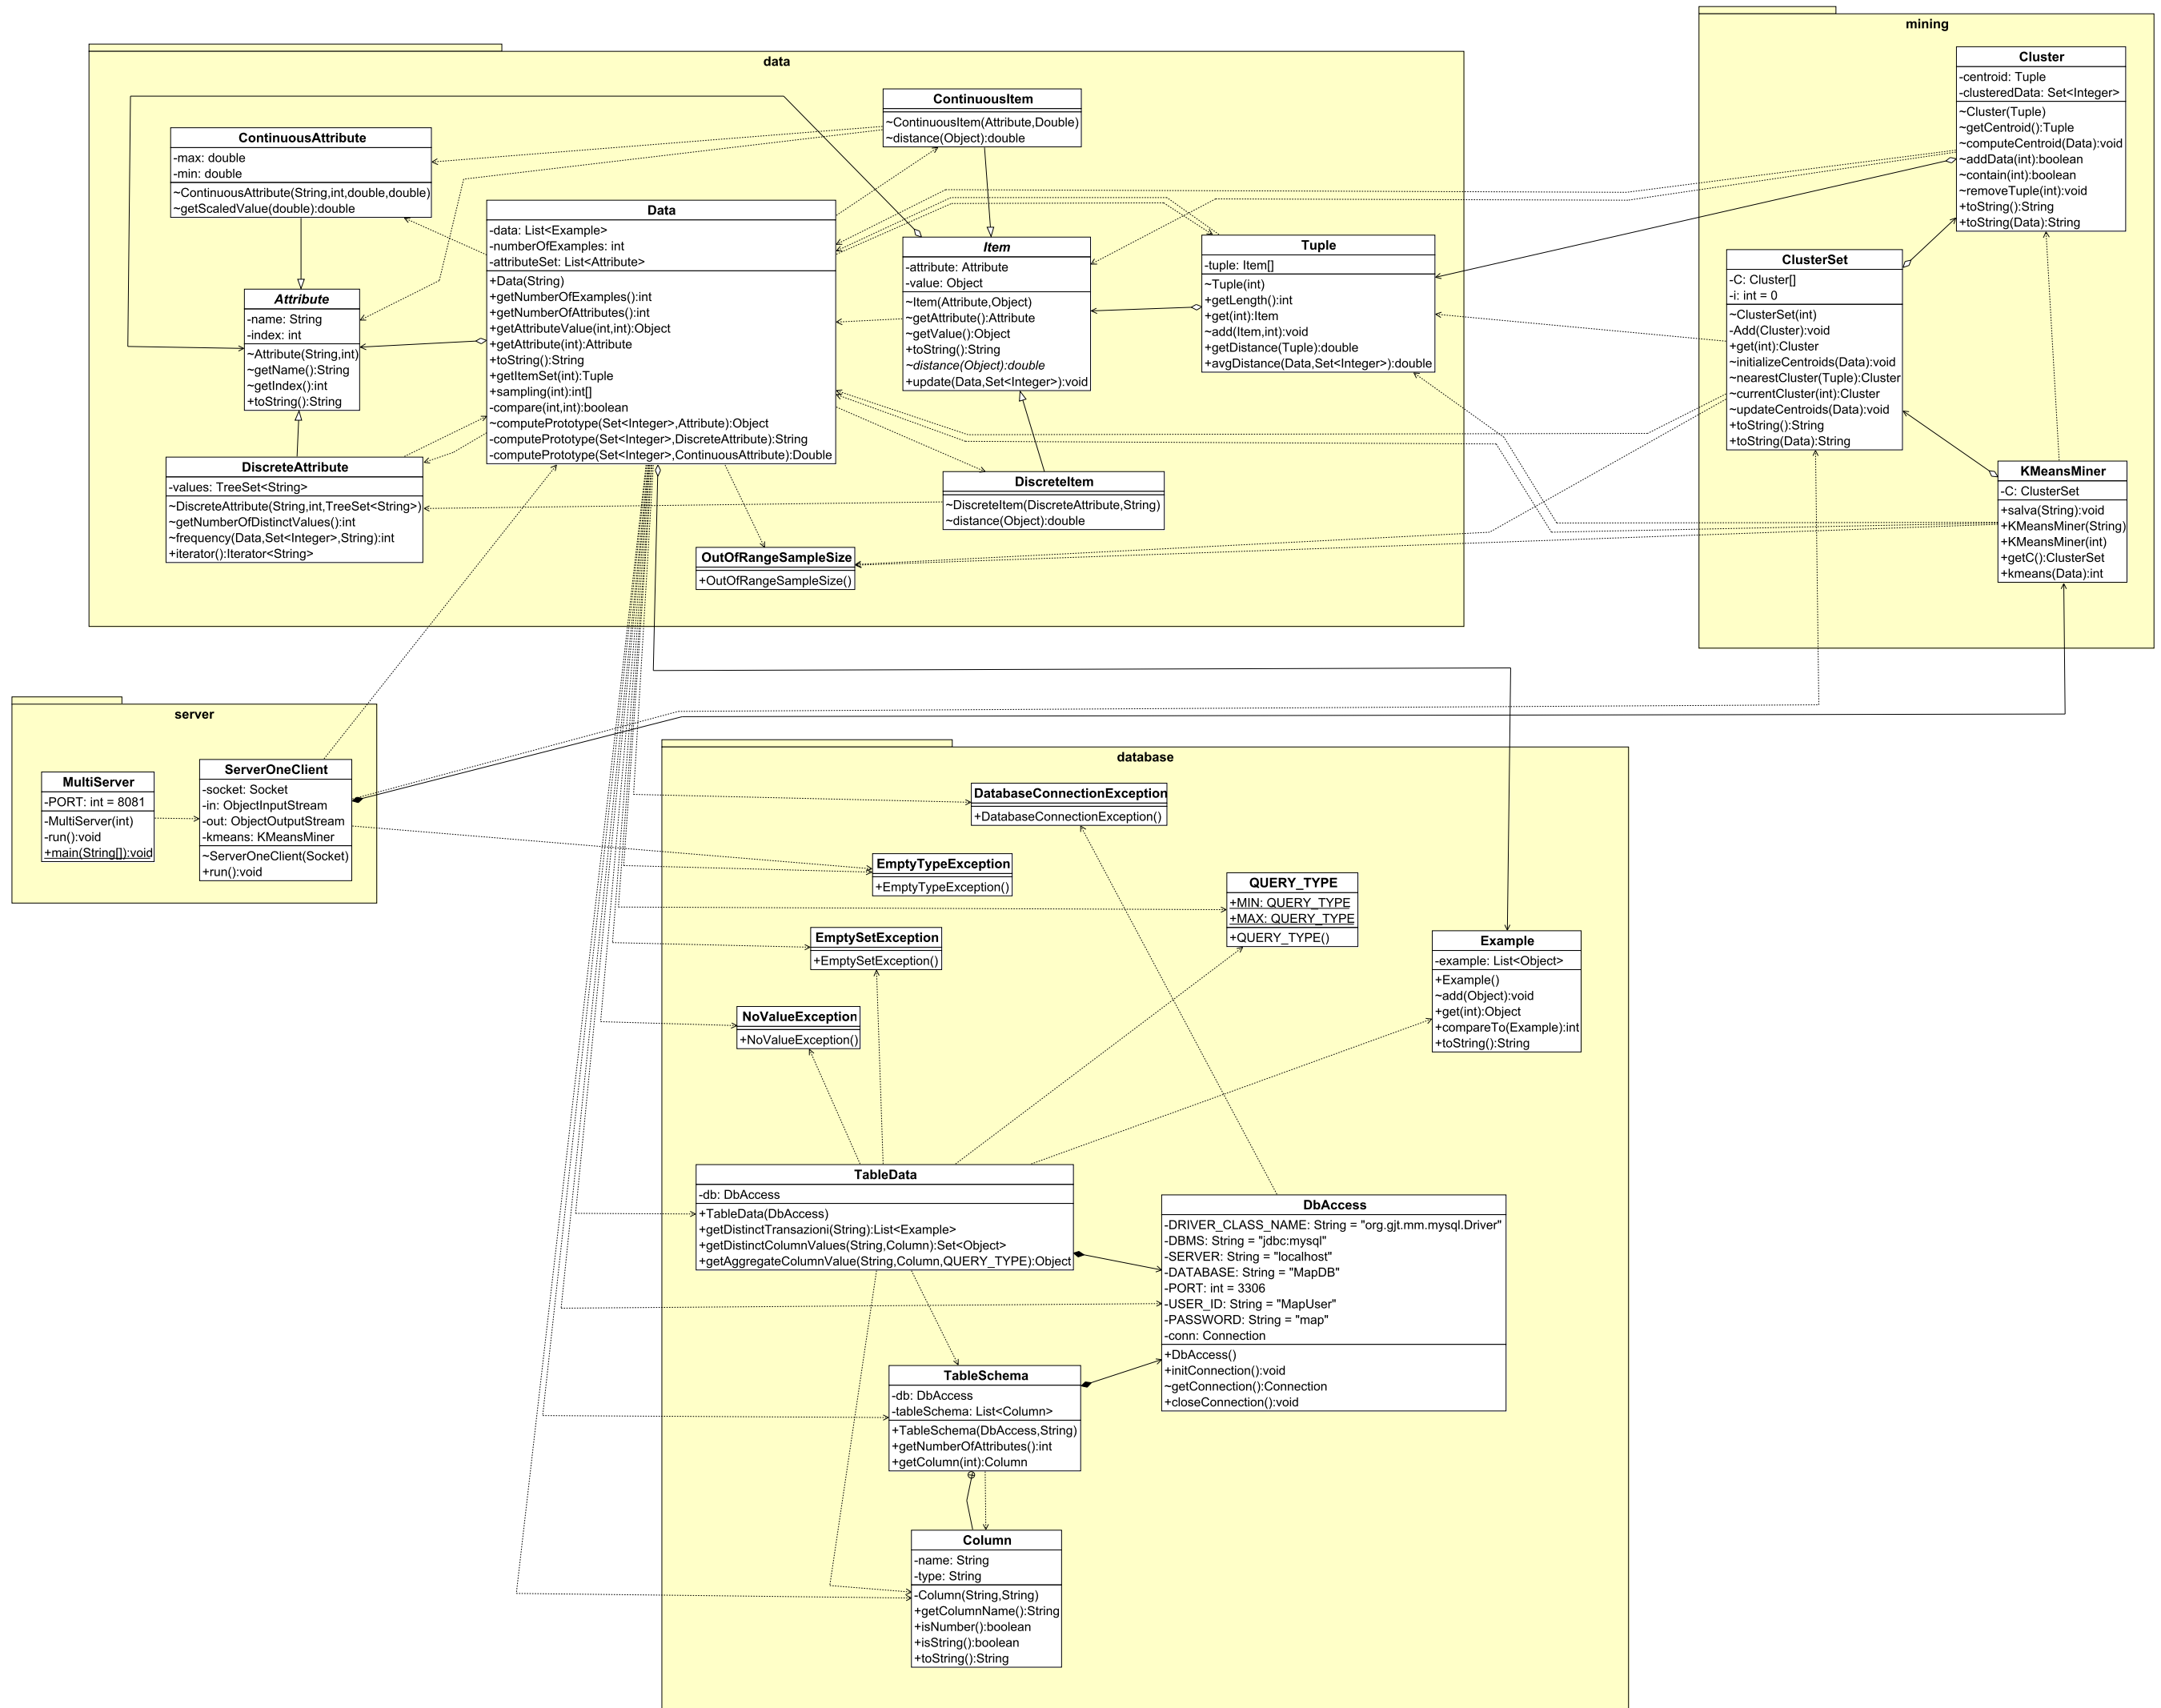 data
ContinuousAttribute
-max: double
-min: double
~ContinuousAttribute(String,int,double,double)
~getScaledValue(double):double
Attribute
-name: String
-index: int
~Attribute(String,int)
~getName():String
~getIndex():int
+toString():String
DiscreteAttribute
-values: TreeSet<String>
~DiscreteAttribute(String,int,TreeSet<String>)
~getNumberOfDistinctValues():int
~frequency(Data,Set<Integer>,String):int
+iterator():Iterator<String>
Data
-data: List<Example>
-numberOfExamples: int
-attributeSet: List<Attribute>
+Data(String)
+getNumberOfExamples():int
+getNumberOfAttributes():int
+getAttributeValue(int,int):Object
+getAttribute(int):Attribute
+toString():String
+getItemSet(int):Tuple
+sampling(int):int[]
-compare(int,int):boolean
~computePrototype(Set<Integer>,Attribute):Object
-computePrototype(Set<Integer>,DiscreteAttribute):String
-computePrototype(Set<Integer>,ContinuousAttribute):Double
ContinuousItem
~ContinuousItem(Attribute,Double)
~distance(Object):double
Item
-attribute: Attribute
-value: Object
~Item(Attribute,Object)
~getAttribute():Attribute
~getValue():Object
+toString():String
~distance(Object):double
+update(Data,Set<Integer>):void
Tuple
-tuple: Item[]
~Tuple(int)
+getLength():int
+get(int):Item
~add(Item,int):void
+getDistance(Tuple):double
+avgDistance(Data,Set<Integer>):double
DiscreteItem
~DiscreteItem(DiscreteAttribute,String)
~distance(Object):double
OutOfRangeSampleSize
+OutOfRangeSampleSize()
mining
Cluster
-centroid: Tuple
-clusteredData: Set<Integer>
~Cluster(Tuple)
~getCentroid():Tuple
~computeCentroid(Data):void
~addData(int):boolean
~contain(int):boolean
~removeTuple(int):void
+toString():String
+toString(Data):String
ClusterSet
-C: Cluster[]
-i: int = 0
~ClusterSet(int)
-Add(Cluster):void
+get(int):Cluster
~initializeCentroids(Data):void
~nearestCluster(Tuple):Cluster
~currentCluster(int):Cluster
~updateCentroids(Data):void
+toString():String
+toString(Data):String
KMeansMiner
-C: ClusterSet
+salva(String):void
+KMeansMiner(String)
+KMeansMiner(int)
+getC():ClusterSet
+kmeans(Data):int
server
MultiServer
-PORT: int = 8081
-MultiServer(int)
-run():void
+main(String[]):void
ServerOneClient
-socket: Socket
-in: ObjectInputStream
-out: ObjectOutputStream
-kmeans: KMeansMiner
~ServerOneClient(Socket)
+run():void
database
DatabaseConnectionException
+DatabaseConnectionException()
EmptyTypeException
+EmptyTypeException()
QUERY_TYPE
+MIN: QUERY_TYPE
+MAX: QUERY_TYPE
+QUERY_TYPE()
EmptySetException
+EmptySetException()
Example
-example: List<Object>
+Example()
~add(Object):void
+get(int):Object
+compareTo(Example):int
+toString():String
NoValueException
+NoValueException()
TableData
-db: DbAccess
+TableData(DbAccess)
+getDistinctTransazioni(String):List<Example>
+getDistinctColumnValues(String,Column):Set<Object>
+getAggregateColumnValue(String,Column,QUERY_TYPE):Object
DbAccess
-DRIVER_CLASS_NAME: String = "org.gjt.mm.mysql.Driver"
-DBMS: String = "jdbc:mysql"
-SERVER: String = "localhost"
-DATABASE: String = "MapDB"
-PORT: int = 3306
-USER_ID: String = "MapUser"
-PASSWORD: String = "map"
-conn: Connection
+DbAccess()
+initConnection():void
~getConnection():Connection
+closeConnection():void
TableSchema
-db: DbAccess
-tableSchema: List<Column>
+TableSchema(DbAccess,String)
+getNumberOfAttributes():int
+getColumn(int):Column
Column
-name: String
-type: String
-Column(String,String)
+getColumnName():String
+isNumber():boolean
+isString():boolean
+toString():String